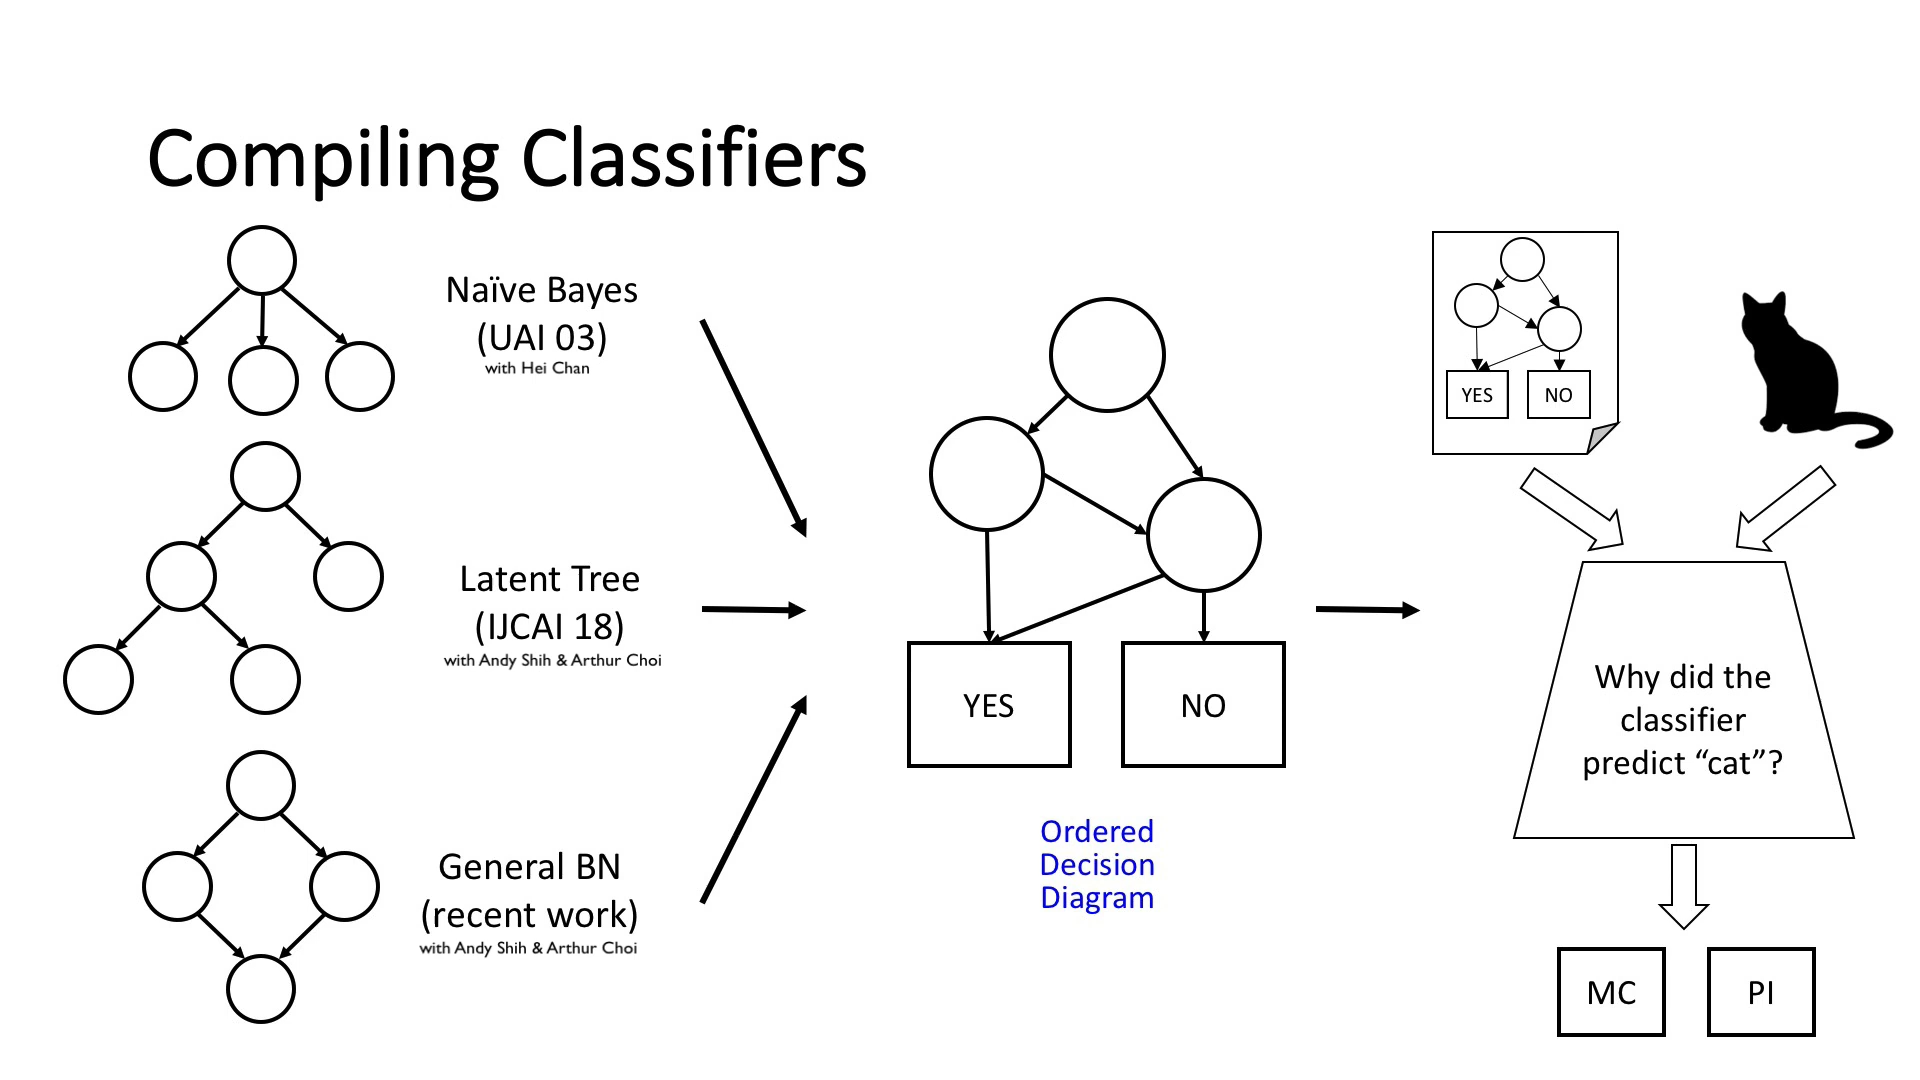 Compiling Classifiers
Naïve Bayes
(UAI 03)
with Hei Chan
Latent Tree
(IJCAI 18)
with Andy Shih & Arthur Choi
General BN
(recent work)
with Andy Shih & Arthur Choi
YES
NO
Ordered
Decision
Diagram
YES
NO
Why did the
classifier
predict “cat”?
MC
PI